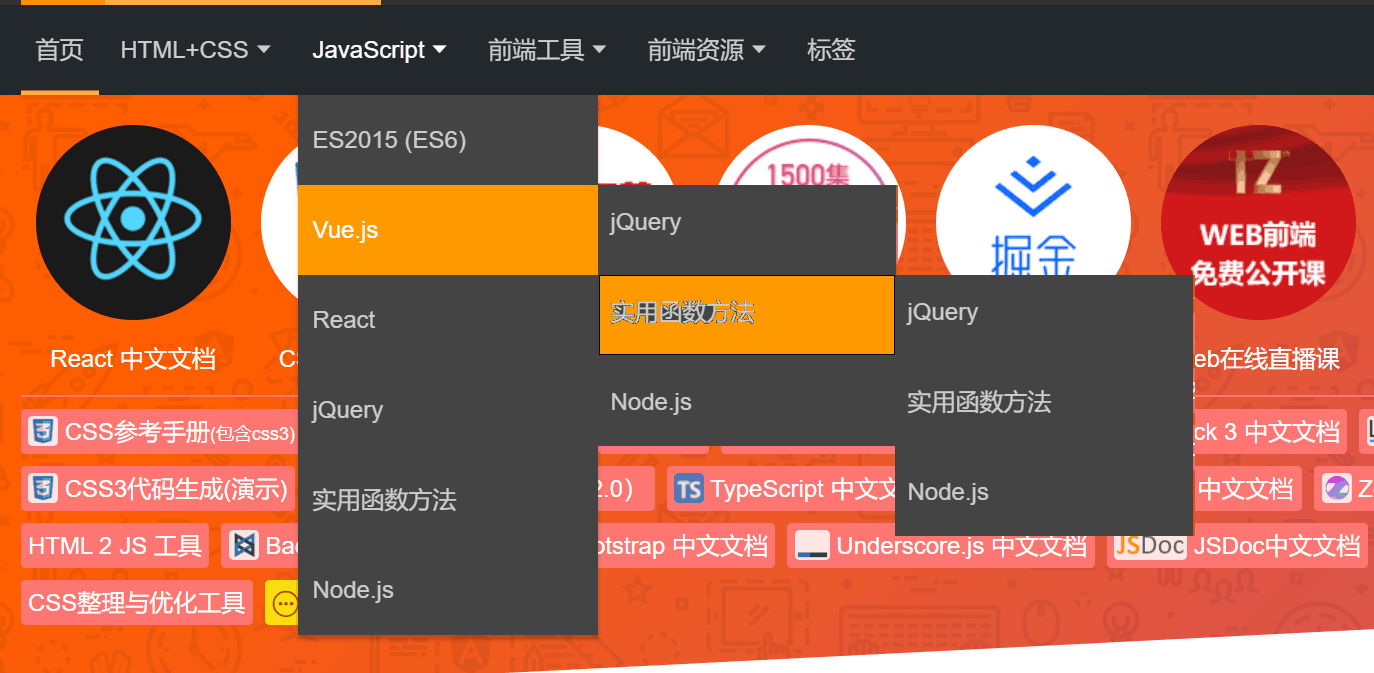 首页
HTML+CSS
JavaScript
前端工具
前端资源
标签
ES2015 (ES6)
Vue.js
React
jQuery
实用函数方法
Node.js
jQuery
实用函数方法
Node.js
jQuery
实用函数方法
Node.js
1500集
掘金
TZ
WEB前端
免费公开课
React 中文文档
eb在线直播课
CSS参考手册(包含css3)
ck 3 中文文档
CSS3代码生成(演示)
2.0）
TS TypeScript 中文文
中文文档
HTML 2 JS 工具
otstrap 中文文档
Underscore.js 中文文档
JSDoc JSDoc中文文档
CSS整理与优化工具